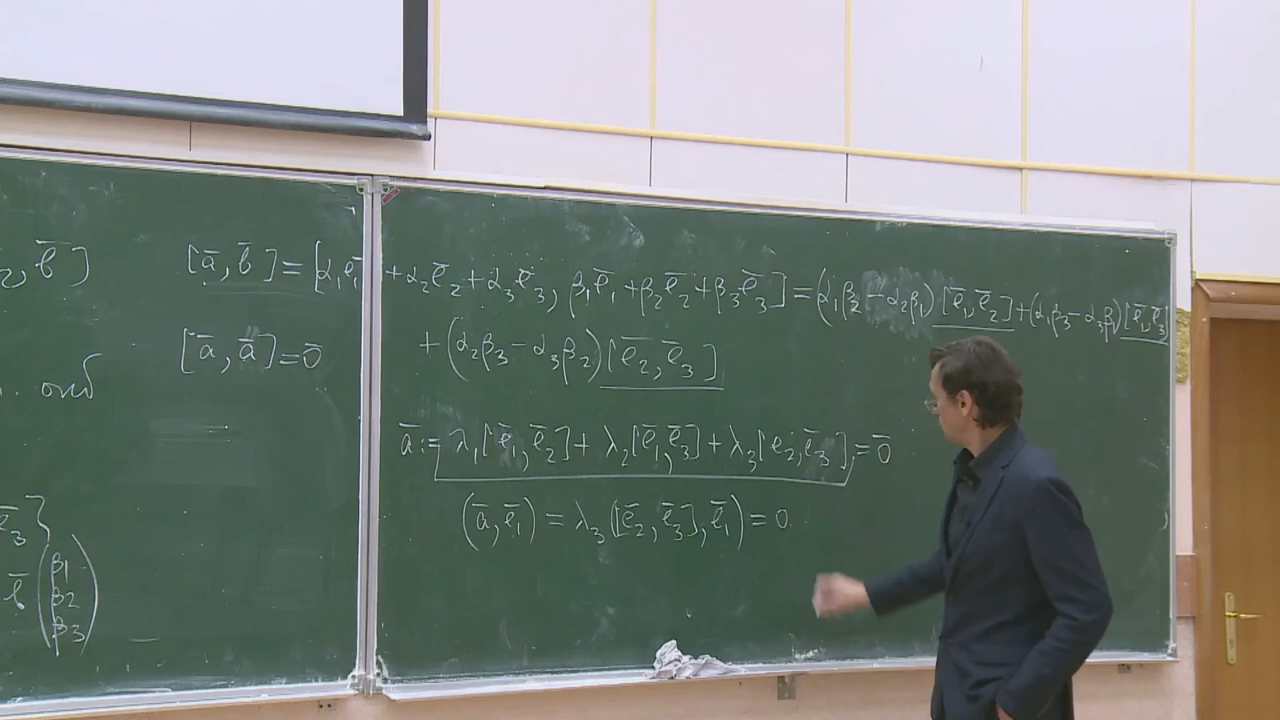 ₂, b̄]
[ā, b̄] = [α₁ē₁ + α₂ē₂ + α₃ē₃, β₁ē₁ + β₂ē₂ + β₃ē₃] = (α₁β₂ − α₂β₁)[ē₁, ē₂] + (α₁β₃ − α₃β₁)[ē₁, ē₃]
+ (α₂β₃ − α₃β₂)[ē₂, ē₃]
[ā, ā] = 0̄
ā := λ₁[ē₁, ē₂] + λ₂[ē₁, ē₃] + λ₃[e₂, ē₃] = 0̄
(ā, ē₁) = λ₃([ē₂, ē₃], ē₁) = 0
ē₃}
b̄ (β1
β2
β3)